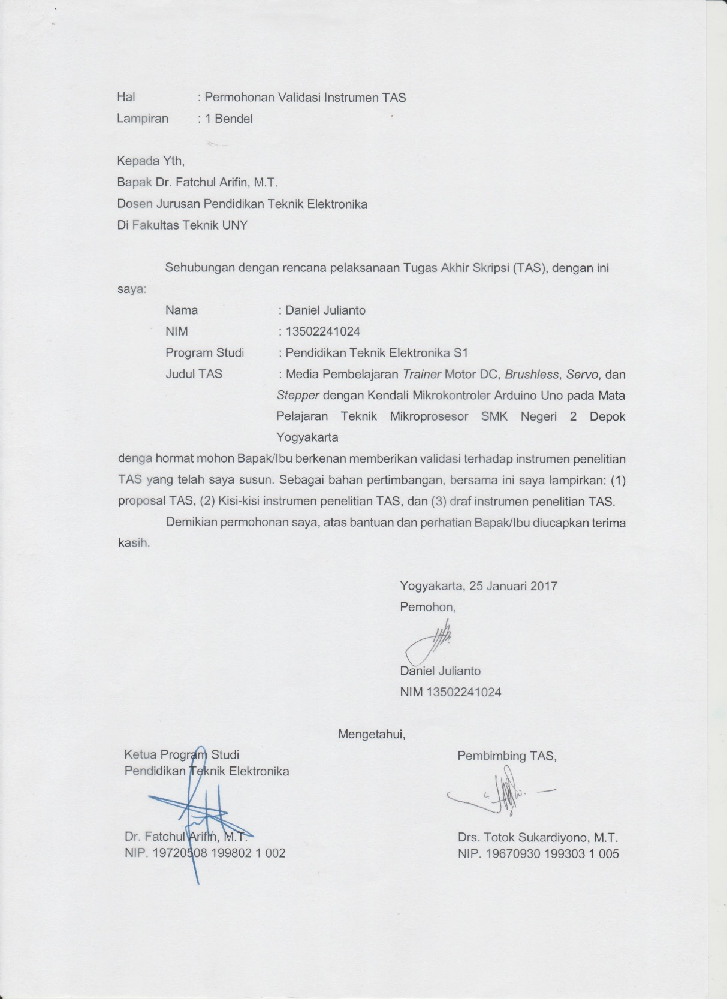 Hal : Permohonan Validasi Instrumen TAS
Lampiran : 1 Bendel
Kepada Yth,
Bapak Dr. Fatchul Arifin, M.T.
Dosen Jurusan Pendidikan Teknik Elektronika
Di Fakultas Teknik UNY
Sehubungan dengan rencana pelaksanaan Tugas Akhir Skripsi (TAS), dengan ini
saya:
Nama : Daniel Julianto
NIM : 13502241024
Program Studi : Pendidikan Teknik Elektronika S1
Judul TAS : Media Pembelajaran Trainer Motor DC, Brushless, Servo, dan
Stepper dengan Kendali Mikrokontroler Arduino Uno pada Mata
Pelajaran Teknik Mikroprosesor SMK Negeri 2 Depok
Yogyakarta
denga hormat mohon Bapak/Ibu berkenan memberikan validasi terhadap instrumen penelitian
TAS yang telah saya susun. Sebagai bahan pertimbangan, bersama ini saya lampirkan: (1)
proposal TAS, (2) Kisi-kisi instrumen penelitian TAS, dan (3) draf instrumen penelitian TAS.
Demikian permohonan saya, atas bantuan dan perhatian Bapak/Ibu diucapkan terima
kasih.
Yogyakarta, 25 Januari 2017
Pemohon,
Daniel Julianto
NIM 13502241024
Mengetahui,
Ketua Program Studi
Pendidikan Teknik Elektronika
Dr. Fatchul Arifin, M.T.
NIP. 19720508 199802 1 002
Pembimbing TAS,
Drs. Totok Sukardiyono, M.T.
NIP. 19670930 199303 1 005